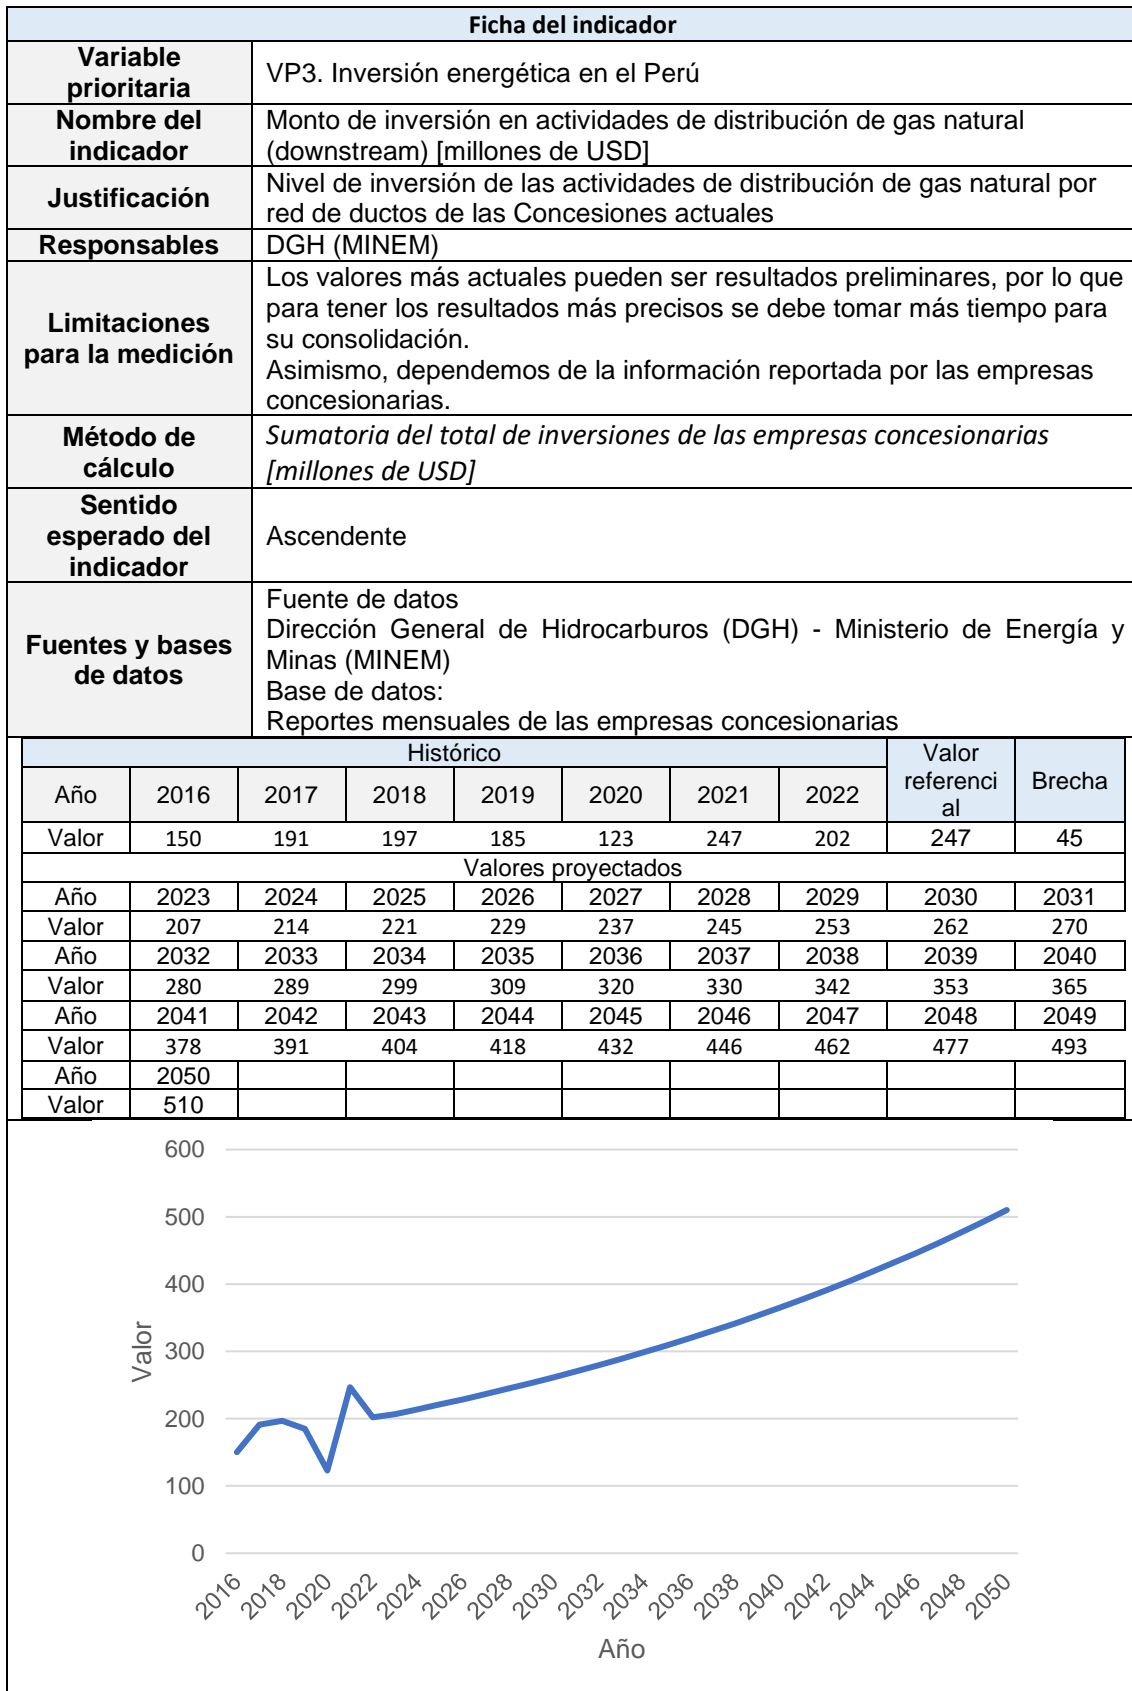 Ficha del indicador
Variable
prioritaria
VP3. Inversión energética en el Perú
Nombre del
indicador
Monto de inversión en actividades de distribución de gas natural
(downstream) [millones de USD]
Justificación
Nivel de inversión de las actividades de distribución de gas natural por
red de ductos de las Concesiones actuales
Responsables
DGH (MINEM)
Limitaciones
para la medición
Los valores más actuales pueden ser resultados preliminares, por lo que
para tener los resultados más precisos se debe tomar más tiempo para
su consolidación.
Asimismo, dependemos de la información reportada por las empresas
concesionarias.
Método de
cálculo
Sumatoria del total de inversiones de las empresas concesionarias
[millones de USD]
Sentido
esperado del
indicador
Ascendente
Fuentes y bases
de datos
Fuente de datos
Dirección General de Hidrocarburos (DGH) - Ministerio de Energía y
Minas (MINEM)
Base de datos:
Reportes mensuales de las empresas concesionarias
Histórico
Valor
referenci
al
Brecha
Año 2016 2017 2018 2019 2020 2021 2022
Valor 150 191 197 185 123 247 202 247 45
Valores proyectados
Año 2023 2024 2025 2026 2027 2028 2029 2030 2031
Valor 207 214 221 229 237 245 253 262 270
Año 2032 2033 2034 2035 2036 2037 2038 2039 2040
Valor 280 289 299 309 320 330 342 353 365
Año 2041 2042 2043 2044 2045 2046 2047 2048 2049
Valor 378 391 404 418 432 446 462 477 493
Año 2050
Valor 510
600
500
400
300
200
100
0
Valor
2016 2018 2020 2022 2024 2026 2028 2030 2032 2034 2036 2038 2040 2042 2044 2046 2048 2050
Año